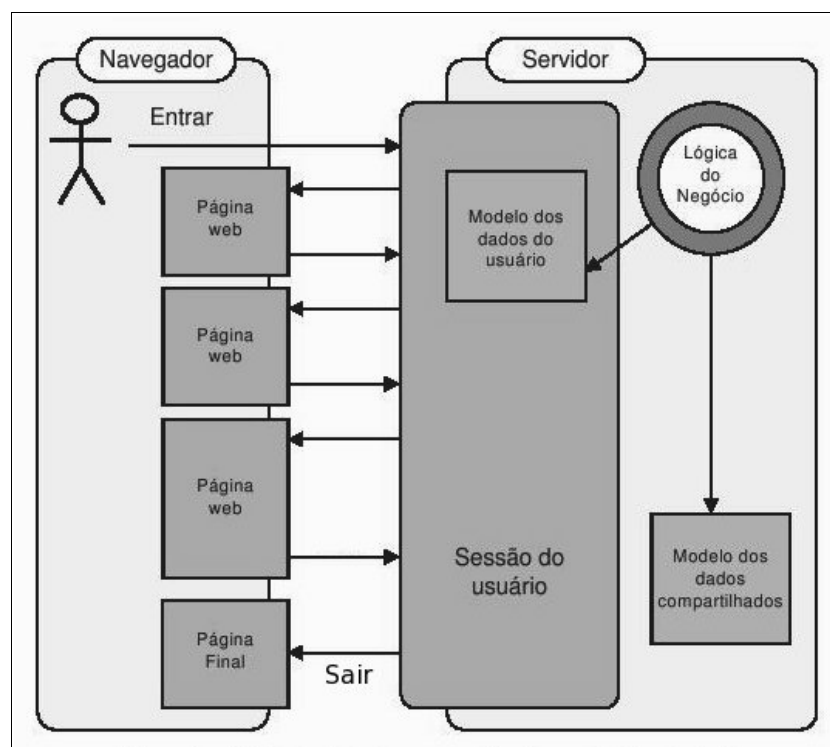 Navegador
Servidor
Entrar
Lógica
do
Negócio
Página
web
Modelo dos
dados do
usuário
Página
web
Página
web
Sessão do
usuário
Modelo dos
dados
compartilhados
Página
Final
Sair